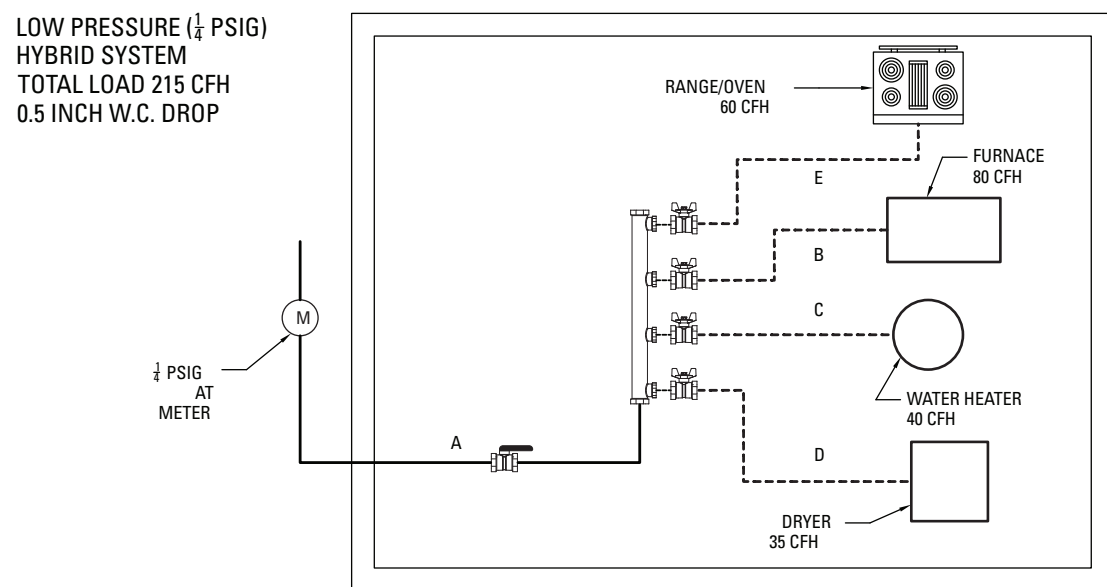 LOW PRESSURE (1/4 PSIG)
HYBRID SYSTEM
TOTAL LOAD 215 CFH
0.5 INCH W.C. DROP
RANGE/OVEN
60 CFH
FURNACE
80 CFH
E
B
C
M
1/4 PSIG
AT
METER
WATER HEATER
40 CFH
A
D
DRYER
35 CFH